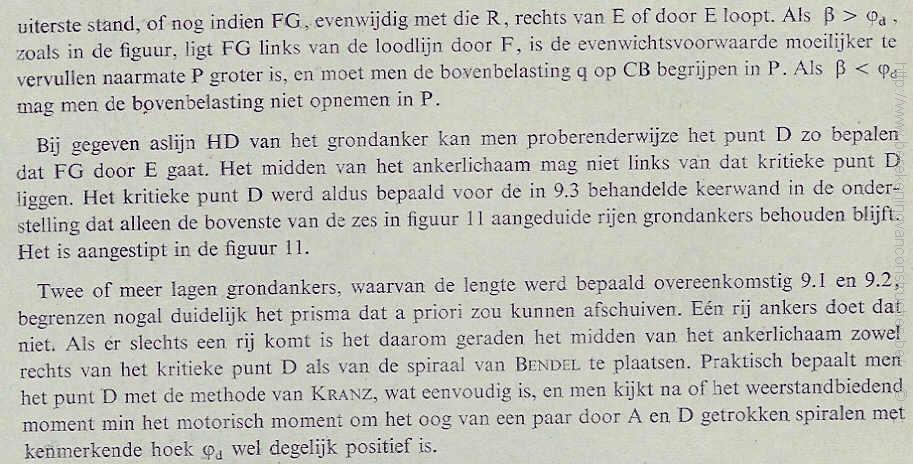 uiterste stand, of nog indien FG, evenwijdig met die R, rechts van E of door E loopt. Als β > φd,
zoals in de figuur, ligt FG links van de loodlijn door F, is de evenwichtsvoorwaarde moeilijker te
vervullen naarmate P groter is, en moet men de bovenbelasting q op CB begrijpen in P. Als β < φd
mag men de bovenbelasting niet opnemen in P.
Bij gegeven aslijn HD van het grondanker kan men proberenderwijze het punt D zo bepalen
dat FG door E gaat. Het midden van het ankerlichaam mag niet links van dat kritieke punt D
liggen. Het kritieke punt D werd aldus bepaald voor de in 9.3 behandelde keerwand in de onder-
stelling dat alleen de bovenste van de zes in figuur 11 aangeduide rijen grondankers behouden blijft.
Het is aangestipt in de figuur 11.
Twee of meer lagen grondankers, waarvan de lengte werd bepaald overeenkomstig 9.1 en 9.2,
begrenzen nogal duidelijk het prisma dat a priori zou kunnen afschuiven. Eén rij ankers doet dat
niet. Als er slechts een rij komt is het daarom geraden het midden van het ankerlichaam zowel
rechts van het kritieke punt D als van de spiraal van BENDEL te plaatsen. Praktisch bepaalt men
het punt D met de methode van KRANZ, wat eenvoudig is, en men kijkt na of het weerstandbiedend
moment min het motorisch moment om het oog van een paar door A en D getrokken spiralen met
kenmerkende hoek φd wel degelijk positief is.